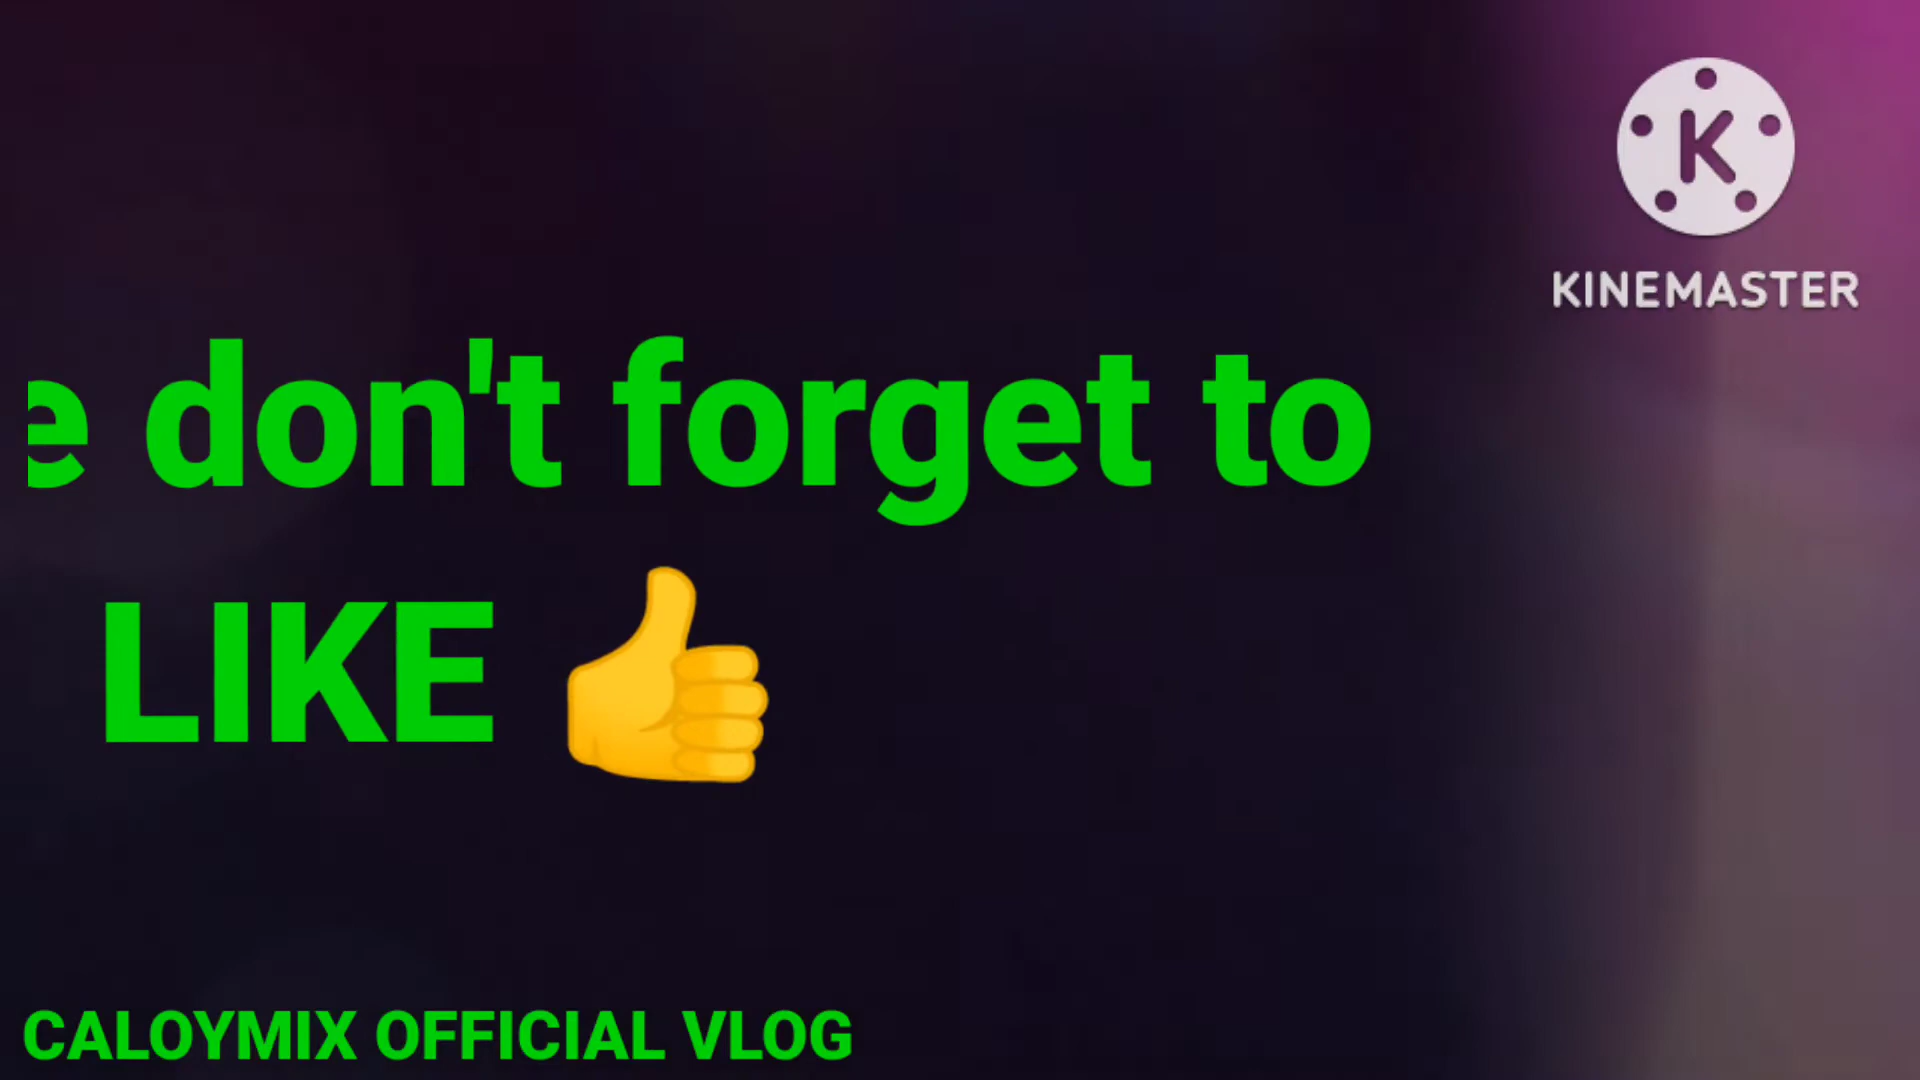 K
KINEMASTER
e don't forget to
LIKE 👍
CALOYMIX OFFICIAL VLOG